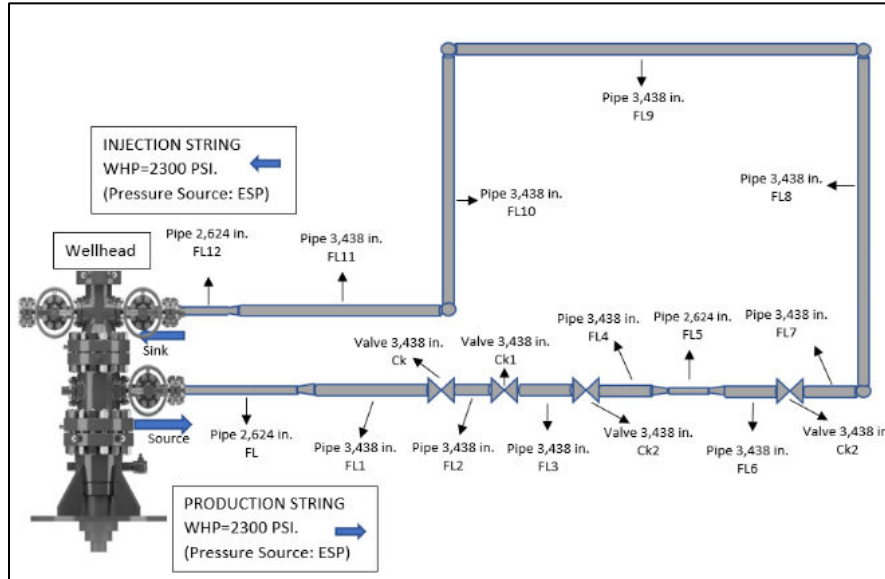 Pipe 3,438 in.
FL9
INJECTION STRING
WHP=2300 PSI.
(Pressure Source: ESP)
Pipe 3,438 in.
FL10
Pipe 3,438 in.
FL8
Pipe 2,624 in.
FL12
Pipe 3,438 in.
FL11
Wellhead
Sink
Valve 3,438 in.
Ck
Valve 3,438 in.
Ck1
Pipe 3,438 in.
FL4
Pipe 2,624 in.
FL5
Pipe 3,438 in.
FL7
Source
Pipe 2,624 in.
FL
Pipe 3,438 in.
FL1
Pipe 3,438 in.
FL2
Pipe 3,438 in.
FL3
Valve 3,438 in.
Ck2
Pipe 3,438 in.
FL6
Valve 3,438 in.
Ck2
PRODUCTION STRING
WHP=2300 PSI.
(Pressure Source: ESP)